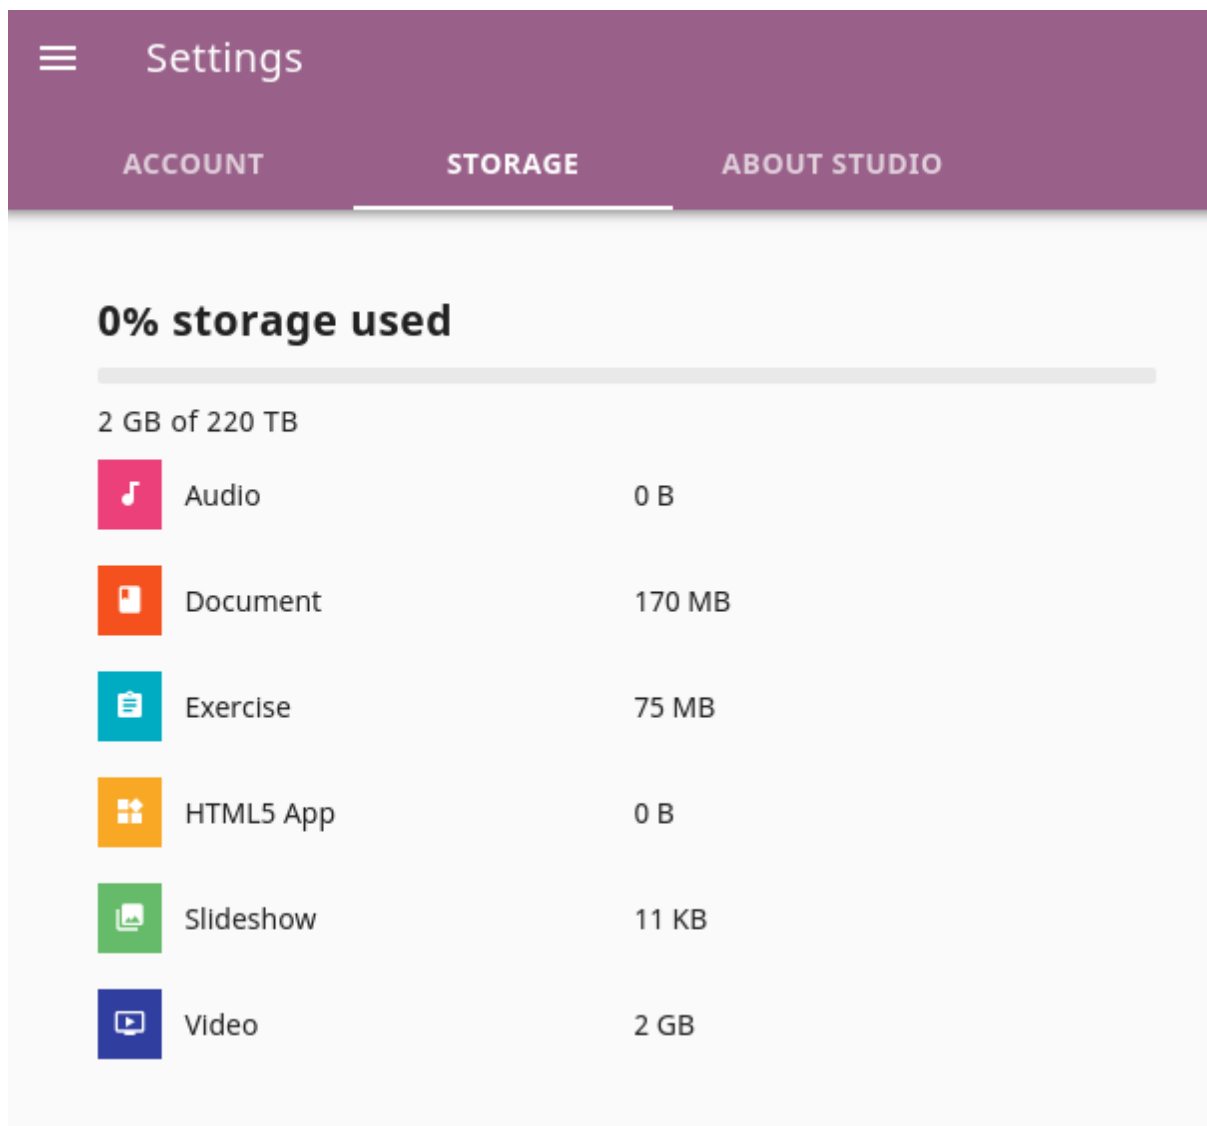 Settings
ACCOUNT STORAGE ABOUT STUDIO
0% storage used
2 GB of 220 TB
Audio 0 B
Document 170 MB
Exercise 75 MB
HTML5 App 0 B
Slideshow 11 KB
Video 2 GB